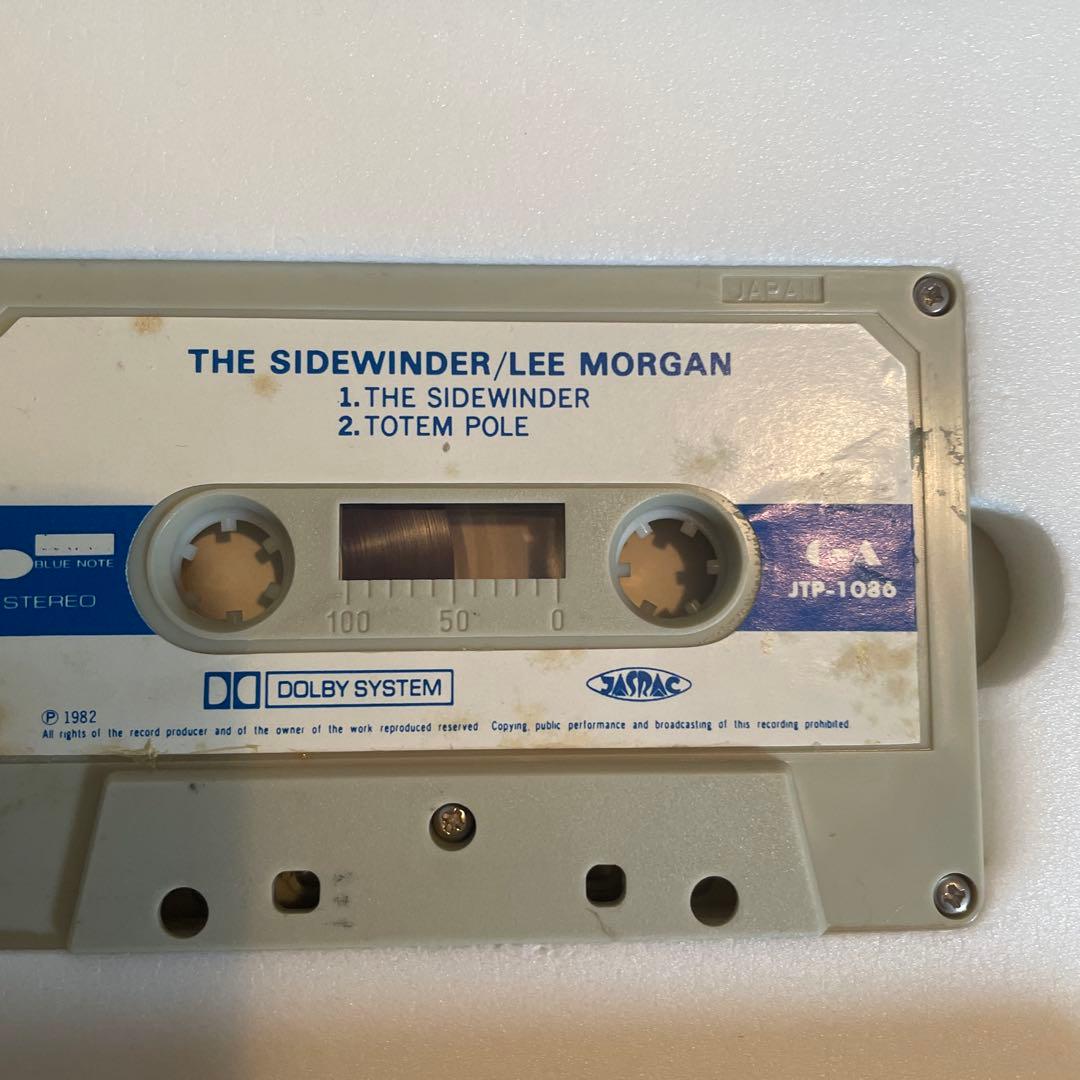 JAPAN
THE SIDEWINDER/LEE MORGAN
1. THE SIDEWINDER
2. TOTEM POLE
BLUE NOTE
STEREO
JTP-1086
100 50 0
DOLBY SYSTEM
JASRAC
Ⓟ 1982
All rights of the record producer and of the owner of the work reproduced reserved Copying, public performance and broadcasting of this recording prohibited.